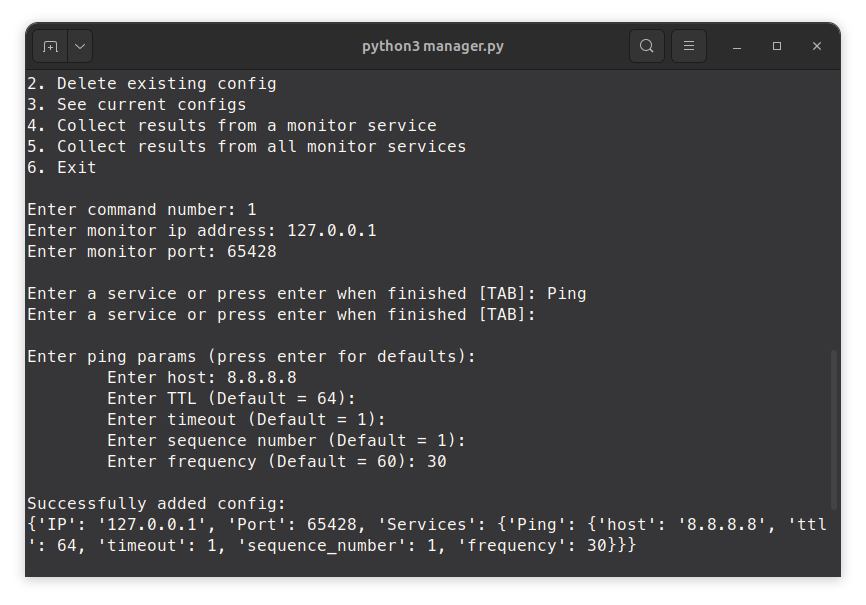 python3 manager.py
2. Delete existing config
3. See current configs
4. Collect results from a monitor service
5. Collect results from all monitor services
6. Exit
Enter command number: 1
Enter monitor ip address: 127.0.0.1
Enter monitor port: 65428
Enter a service or press enter when finished [TAB]: Ping
Enter a service or press enter when finished [TAB]:
Enter ping params (press enter for defaults):
Enter host: 8.8.8.8
Enter TTL (Default = 64):
Enter timeout (Default = 1):
Enter sequence number (Default = 1):
Enter frequency (Default = 60): 30
Successfully added config:
{'IP': '127.0.0.1', 'Port': 65428, 'Services': {'Ping': {'host': '8.8.8.8', 'ttl
': 64, 'timeout': 1, 'sequence_number': 1, 'frequency': 30}}}